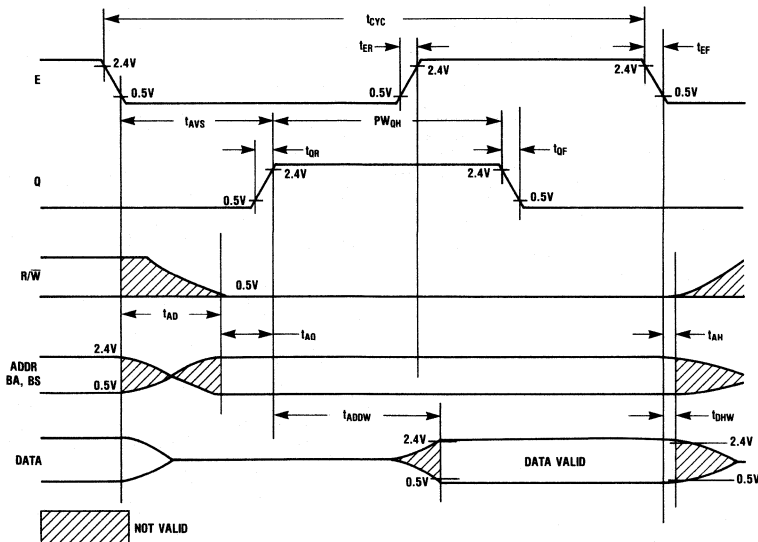 tCYC
tER
tEF
E
2.4V
0.5V
0.5V
2.4V
2.4V
0.5V
tAVS
PWQH
tQR
tQF
Q
0.5V
2.4V
2.4V
0.5V
R/W̅
0.5V
tAD
tAQ
tAH
ADDR
BA, BS
2.4V
0.5V
tADDW
tDHW
DATA
2.4V
0.5V
DATA VALID
2.4V
0.5V
NOT VALID